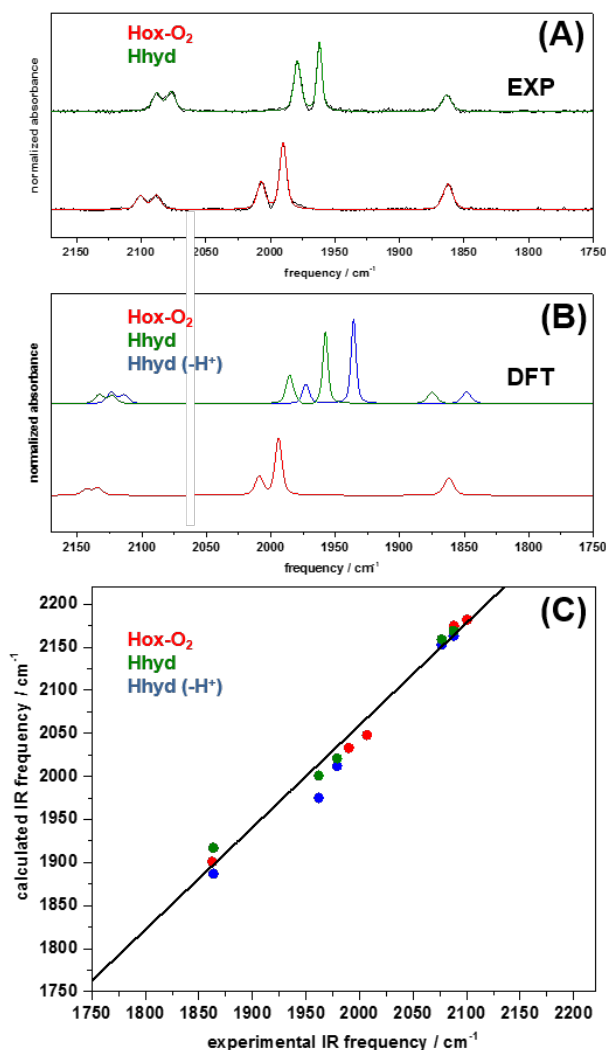 (A)
Hox-O₂
Hhyd
EXP
normalized absorbance
2150 2100 2050 2000 1950 1900 1850 1800 1750
frequency / cm⁻¹
(B)
Hox-O₂
Hhyd
Hhyd (-H⁺)
DFT
normalized absorbance
2150 2100 2050 2000 1950 1900 1850 1800 1750
frequency / cm⁻¹
(C)
Hox-O₂
Hhyd
Hhyd (-H⁺)
calculated IR frequency / cm⁻¹
2200
2150
2100
2050
2000
1950
1900
1850
1800
1750
1750 1800 1850 1900 1950 2000 2050 2100 2150 2200
experimental IR frequency / cm⁻¹